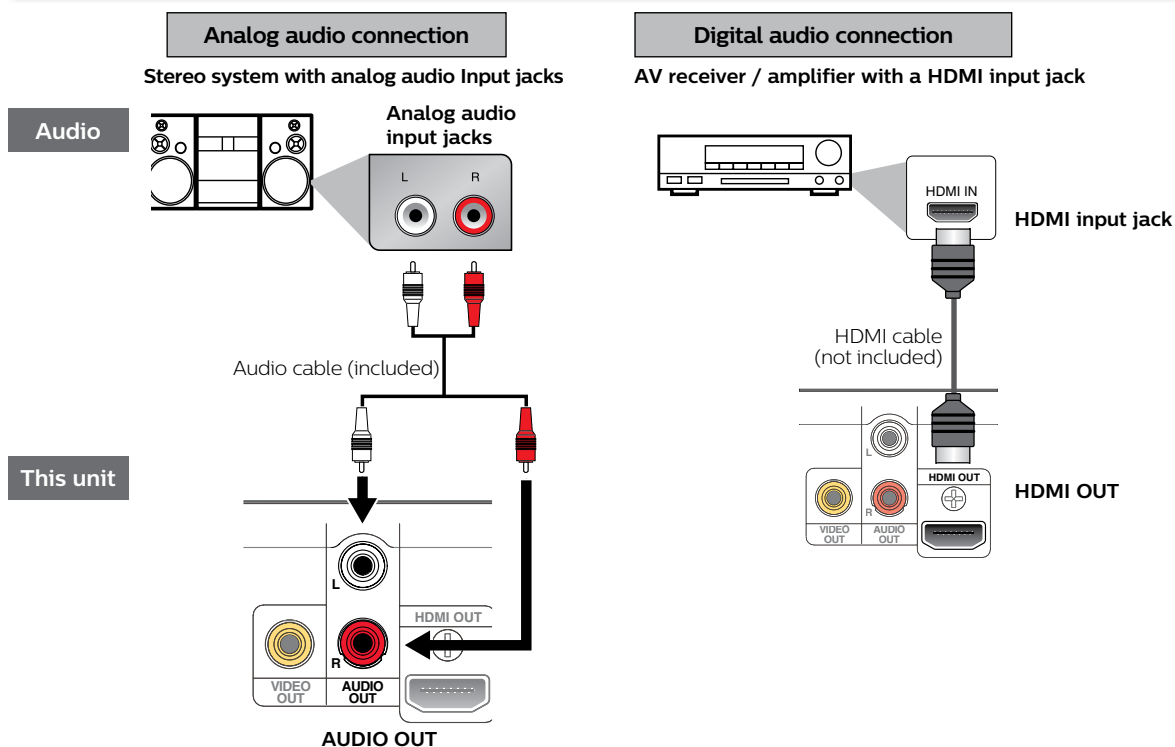 Analog audio connection
Stereo system with analog audio Input jacks
Audio
Analog audio
input jacks
L
R
Audio cable (included)
This unit
L
R
HDMI OUT
VIDEO
OUT
AUDIO
OUT
AUDIO OUT
Digital audio connection
AV receiver / amplifier with a HDMI input jack
HDMI IN
HDMI input jack
HDMI cable
(not included)
L
R
HDMI OUT
VIDEO
OUT
AUDIO
OUT
HDMI OUT